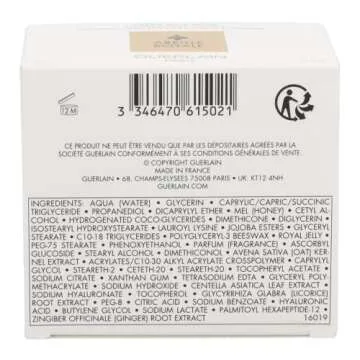 ABEILLE
ROYALE
GUERLAIN
12 M
3 346470 615021
CE PRODUIT NE PEUT ÊTRE VENDU QUE PAR LES DÉPOSITAIRES AGRÉÉS PAR LA
SOCIÉTÉ GUERLAIN CONFORMÉMENT À SES CONDITIONS GÉNÉRALES DE VENTE.
© COPYRIGHT GUERLAIN
MADE IN FRANCE
GUERLAIN • 68, CHAMPS-ELYSEES 75008 PARIS • UK: KT12 4NH
GUERLAIN.COM
INGREDIENTS: AQUA (WATER) • GLYCERIN • CAPRYLIC/CAPRIC/SUCCINIC
TRIGLYCERIDE • PROPANEDIOL • DICAPRYLYL ETHER • MEL (HONEY) • CETYL AL-
COHOL • HYDROGENATED COCO-GLYCERIDES • DIMETHICONE • DIGLYCERIN •
ISOSTEARYL HYDROXYSTEARATE • LAUROYL LYSINE • JOJOBA ESTERS • GLYCERYL
STEARATE • C10-18 TRIGLYCERIDES • POLYGLYCERYL-3 BEESWAX • ROYAL JELLY •
PEG-75 STEARATE • PHENOXYETHANOL • PARFUM (FRAGRANCE) • ASCORBYL
GLUCOSIDE • STEARYL ALCOHOL • DIMETHICONOL • AVENA SATIVA (OAT) KER-
NEL EXTRACT • ACRYLATES/C10-30 ALKYL ACRYLATE CROSSPOLYMER • CAPRYLYL
GLYCOL • STEARETH-2 • CETETH-20 • STEARETH-20 • TOCOPHERYL ACETATE •
SODIUM CITRATE • XANTHAN GUM • TETRASODIUM EDTA • GLYCERYL POLY-
METHACRYLATE • SODIUM HYDROXIDE • CENTELLA ASIATICA LEAF EXTRACT •
SODIUM HYALURONATE • TOCOPHEROL • GLYCYRRHIZA GLABRA (LICORICE)
ROOT EXTRACT • PEG-8 • CITRIC ACID • SODIUM BENZOATE • HYALURONIC
ACID • BUTYLENE GLYCOL • SODIUM LACTATE • PALMITOYL HEXAPEPTIDE-12 •
ZINGIBER OFFICINALE (GINGER) ROOT EXTRACT
16019